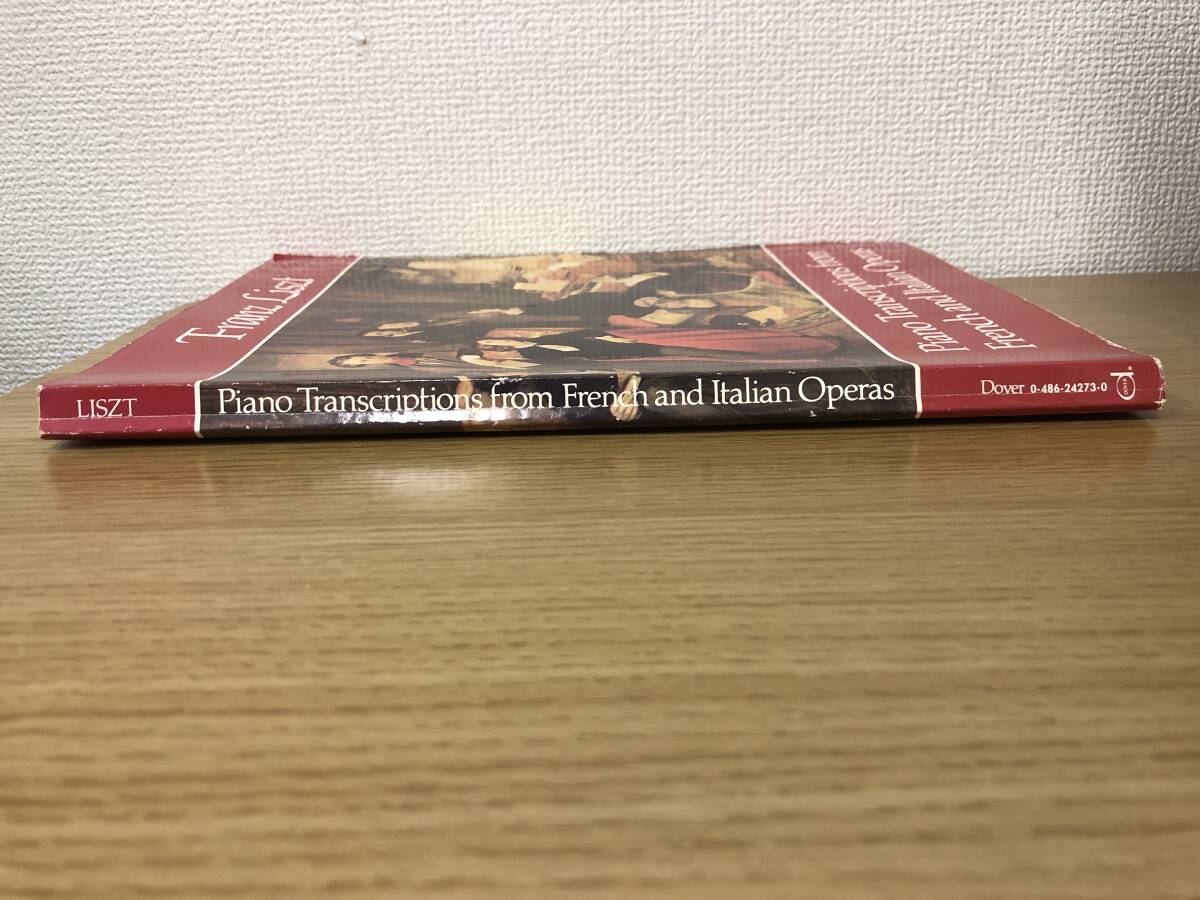 Franz Liszt
Piano Transcriptions from
French and Italian Operas
LISZT
Piano Transcriptions from French and Italian Operas
Dover 0-486-24273-0
DOVER